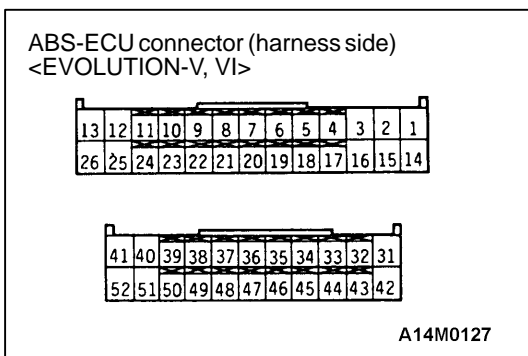 ABS-ECU connector (harness side)
<EVOLUTION-V, VI>
13 12 11 10 9 8 7 6 5 4 3 2 1
26 25 24 23 22 21 20 19 18 17 16 15 14
41 40 39 38 37 36 35 34 33 32 31
52 51 50 49 48 47 46 45 44 43 42
A14M0127